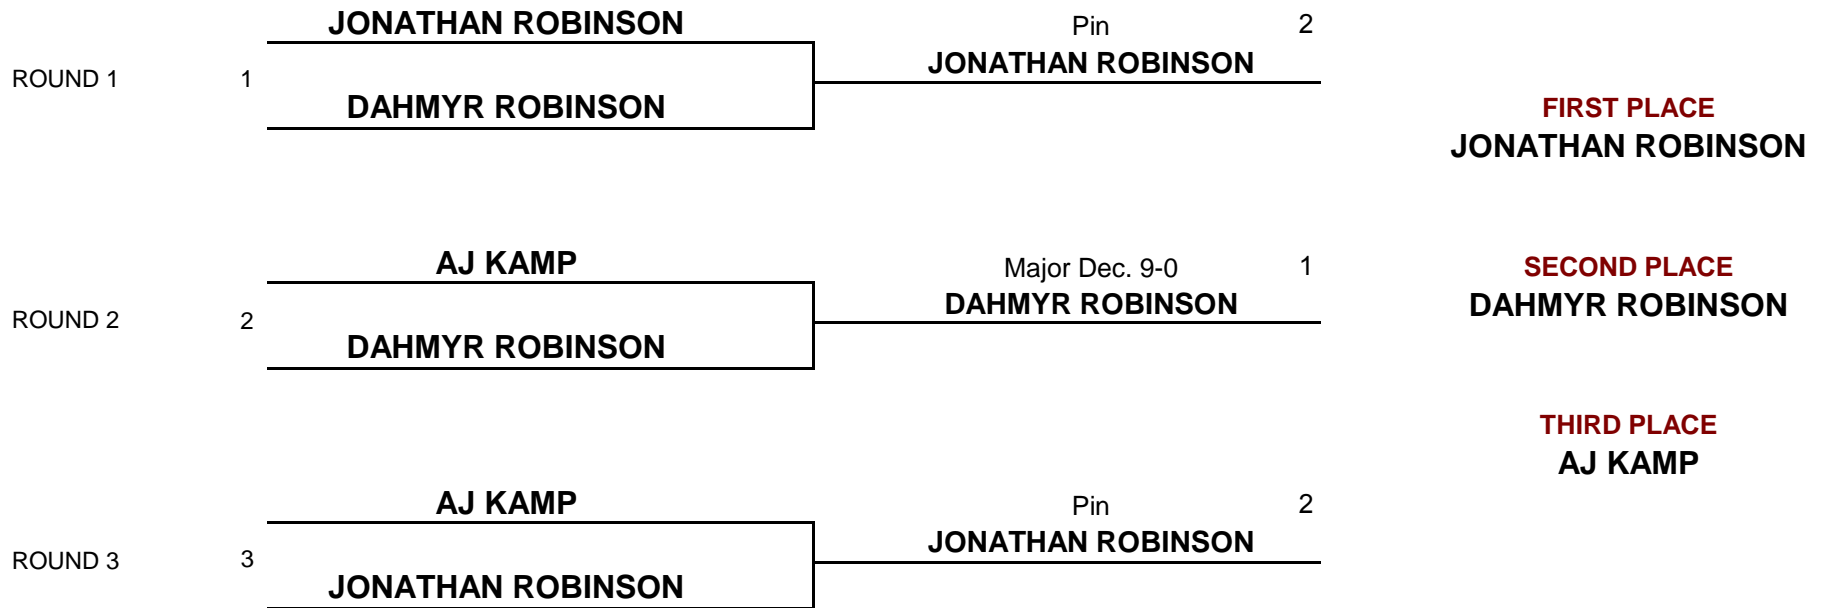 JONATHAN ROBINSON
Pin 2
ROUND 1 1
JONATHAN ROBINSON
DAHMYR ROBINSON
FIRST PLACE
JONATHAN ROBINSON
AJ KAMP
Major Dec. 9-0 1
SECOND PLACE
ROUND 2 2
DAHMYR ROBINSON
DAHMYR ROBINSON
DAHMYR ROBINSON
THIRD PLACE
AJ KAMP
AJ KAMP
Pin 2
ROUND 3 3
JONATHAN ROBINSON
JONATHAN ROBINSON